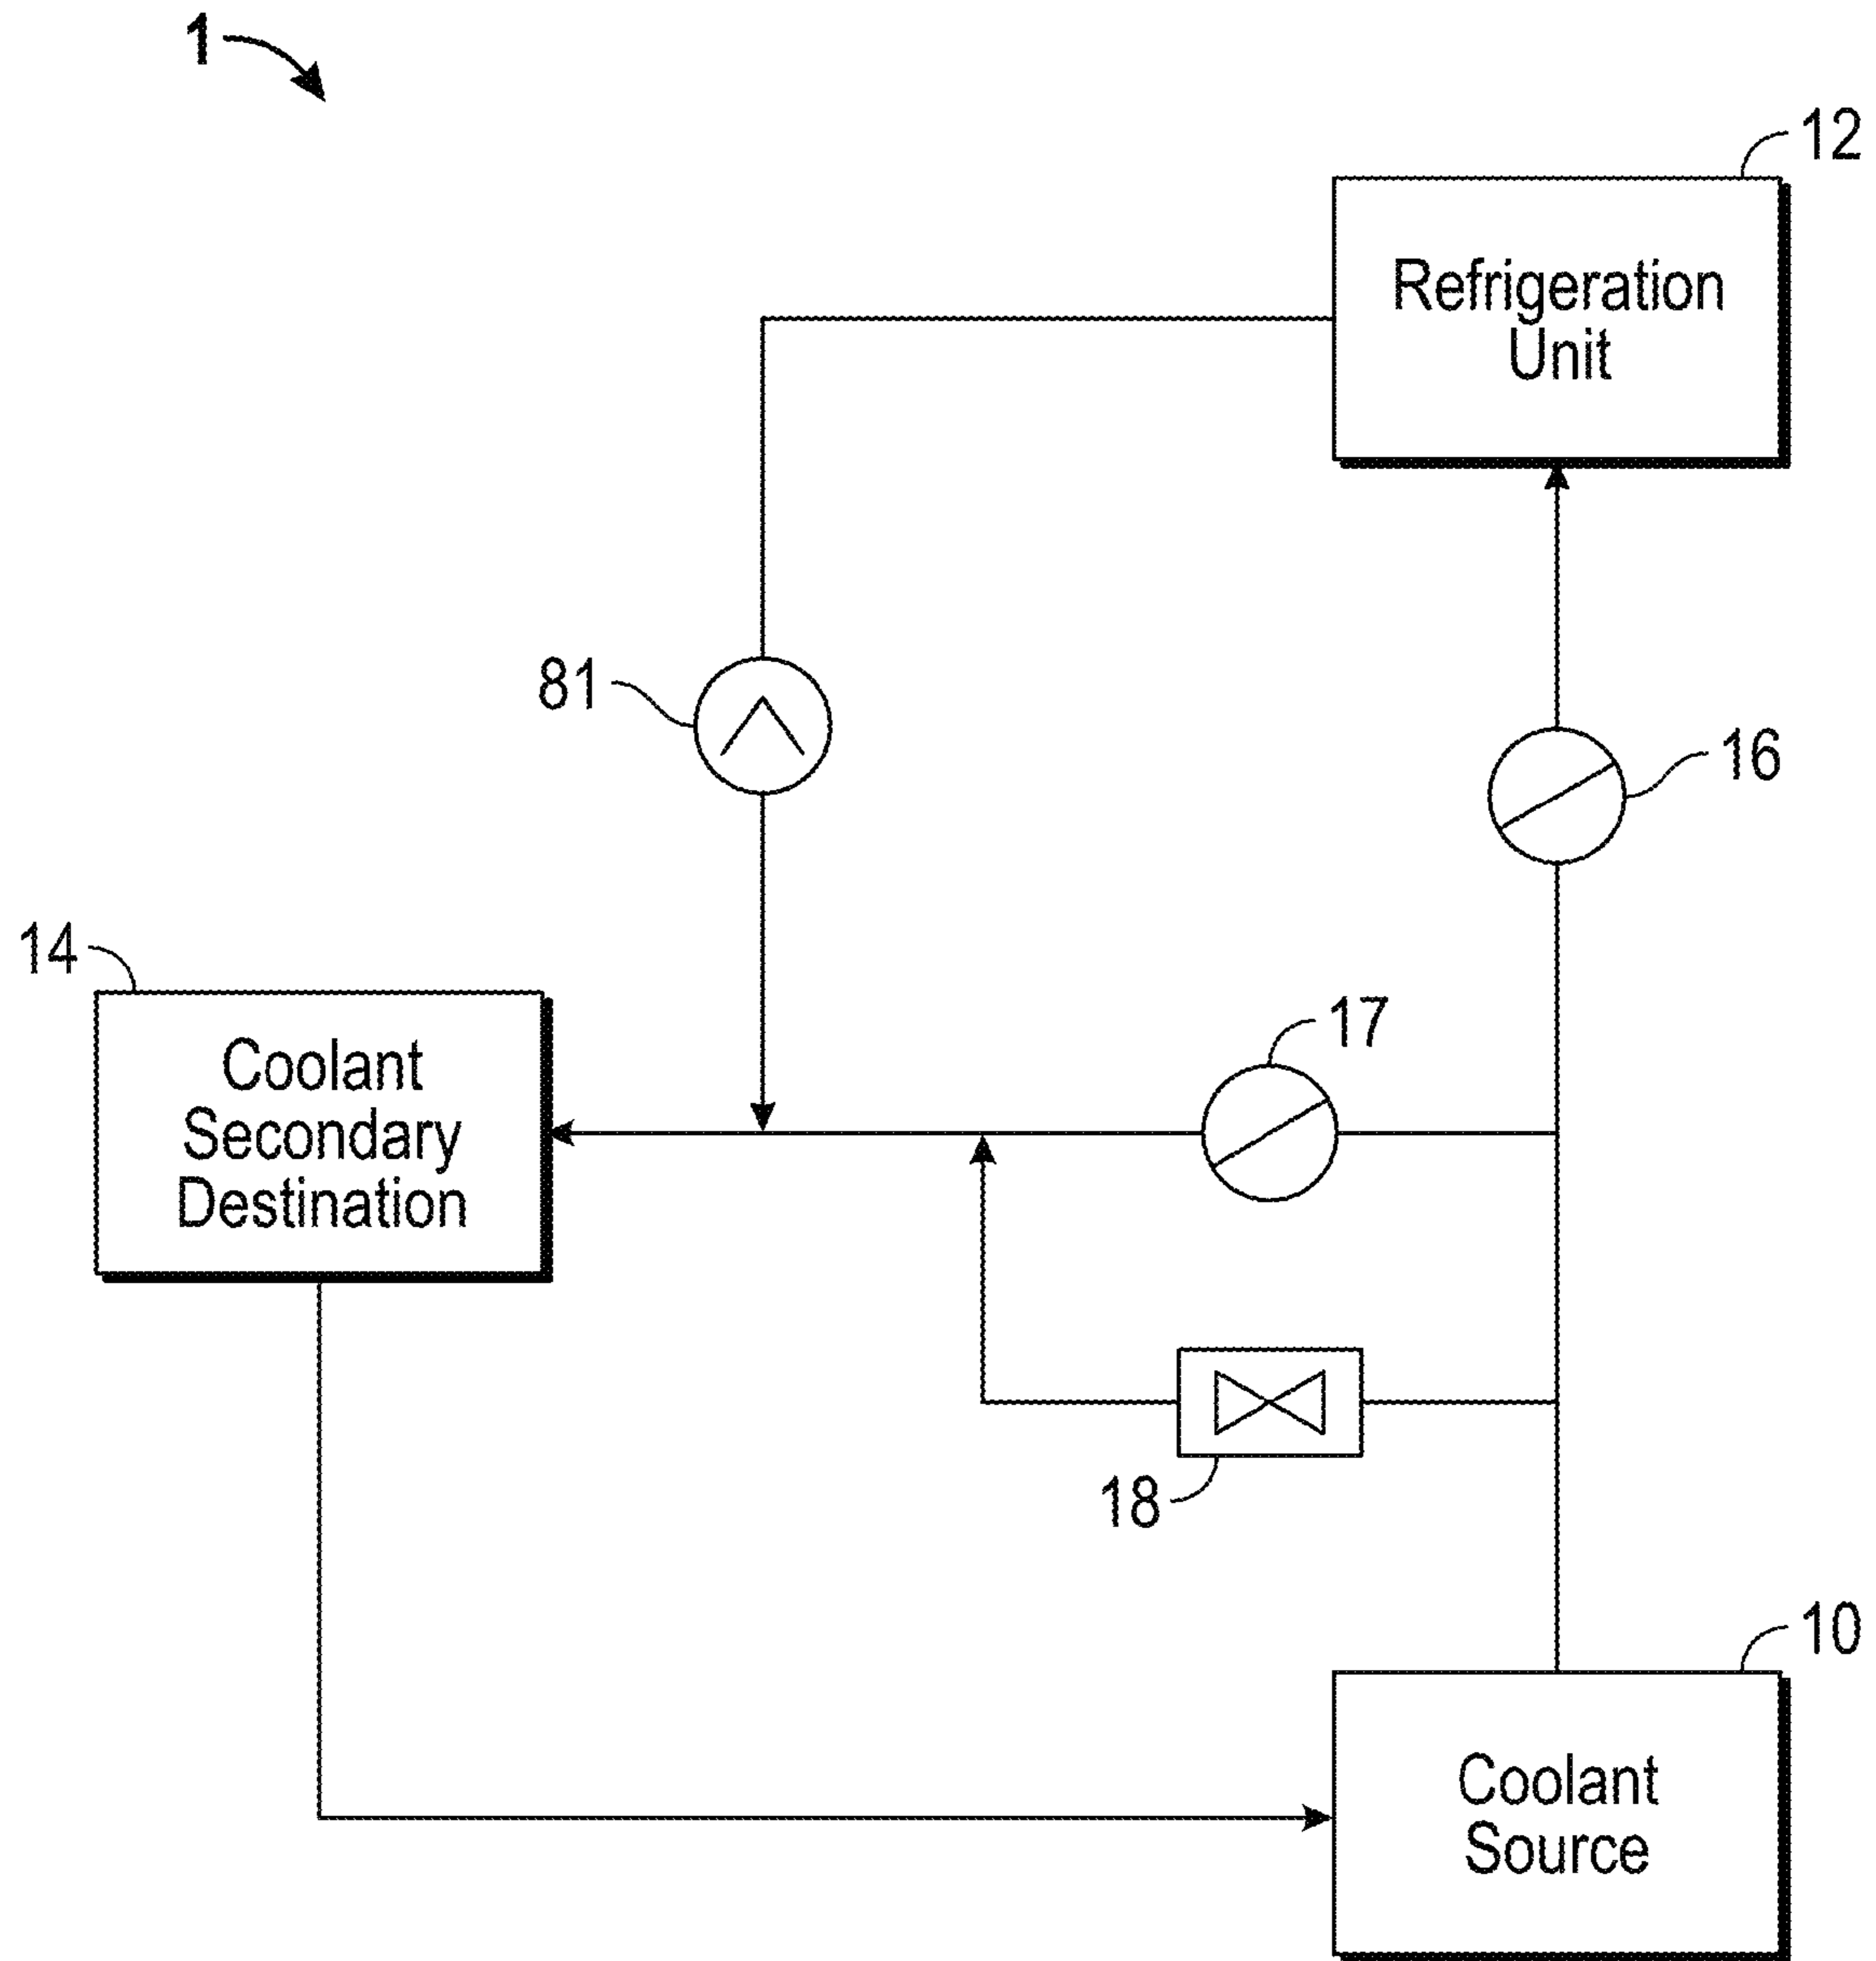 1
12
Refrigeration
Unit
81
16
14
17
Coolant
Secondary
Destination
18
10
Coolant
Source